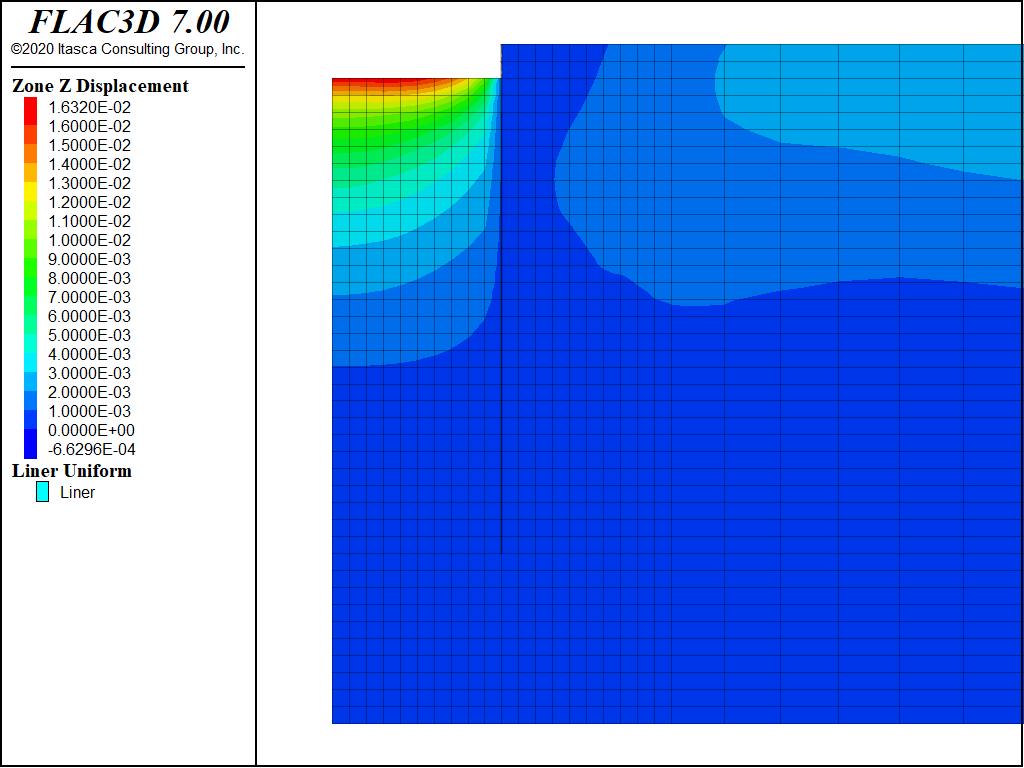 FLAC3D 7.00
©2020 Itasca Consulting Group, Inc.
Zone Z Displacement
1.6320E-02
1.6000E-02
1.5000E-02
1.4000E-02
1.3000E-02
1.2000E-02
1.1000E-02
1.0000E-02
9.0000E-03
8.0000E-03
7.0000E-03
6.0000E-03
5.0000E-03
4.0000E-03
3.0000E-03
2.0000E-03
1.0000E-03
0.0000E+00
-6.6296E-04
Liner Uniform
Liner